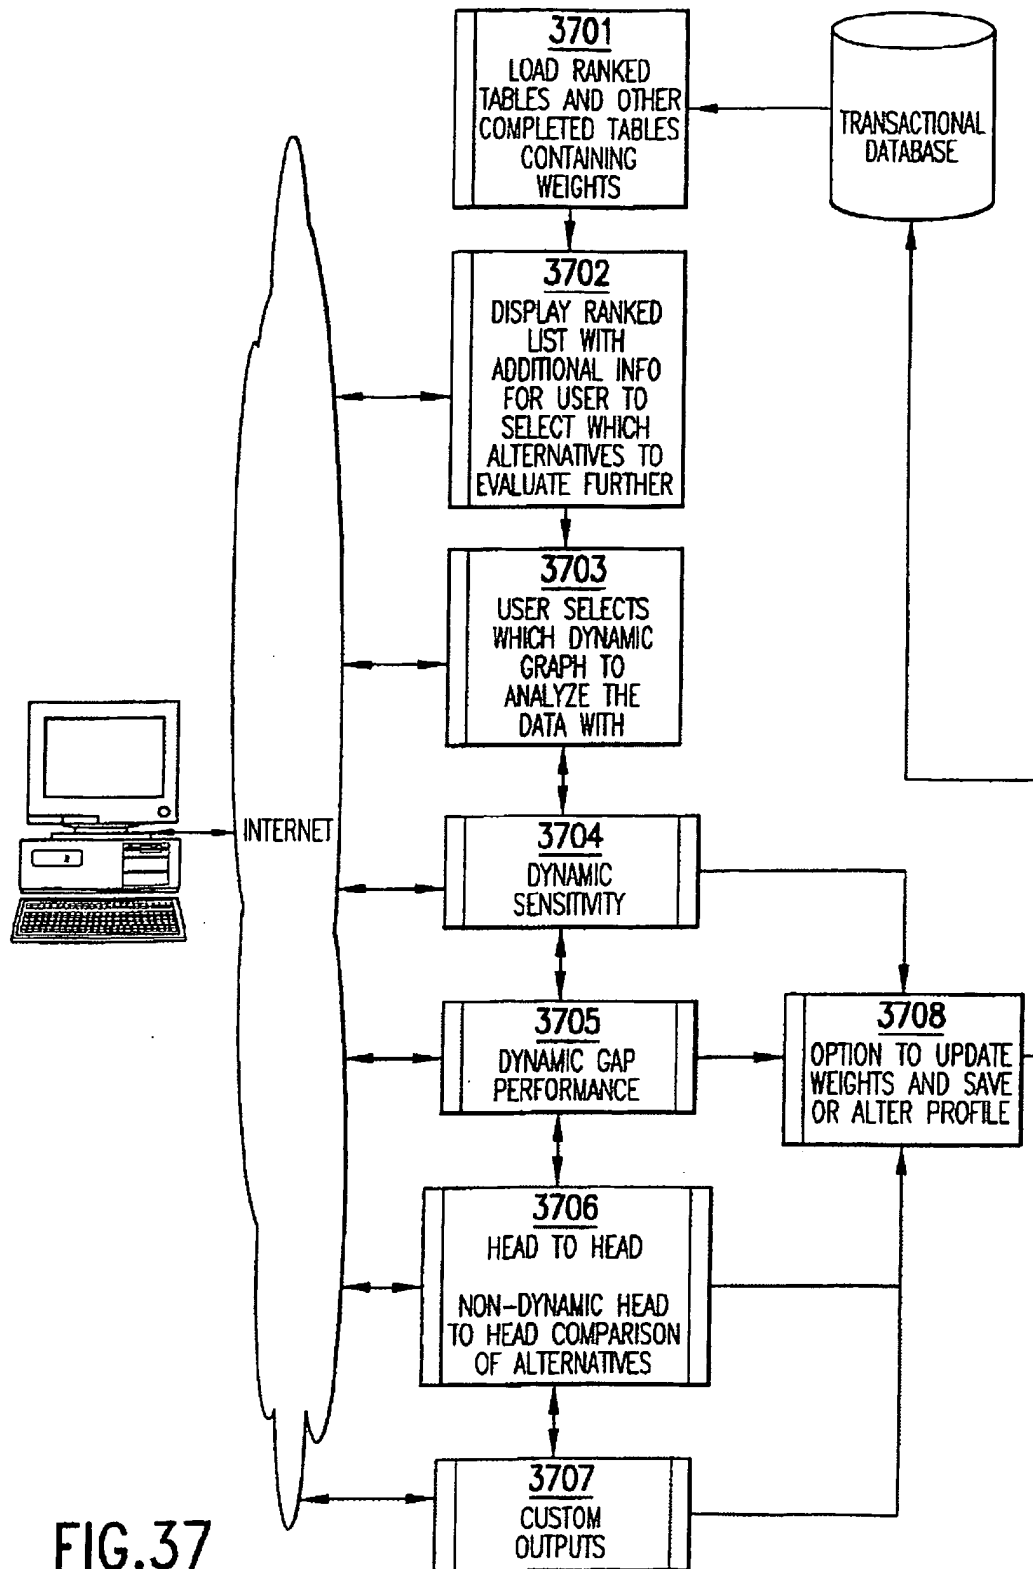 3701
LOAD RANKED
TABLES AND OTHER
COMPLETED TABLES
CONTAINING
WEIGHTS
TRANSACTIONAL
DATABASE
3702
DISPLAY RANKED
LIST WITH
ADDITIONAL INFO
FOR USER TO
SELECT WHICH
ALTERNATIVES TO
EVALUATE FURTHER
3703
USER SELECTS
WHICH DYNAMIC
GRAPH TO
ANALYZE THE
DATA WITH
INTERNET
3704
DYNAMIC
SENSITIVITY
3705
DYNAMIC GAP
PERFORMANCE
3708
OPTION TO UPDATE
WEIGHTS AND SAVE
OR ALTER PROFILE
3706
HEAD TO HEAD
NON-DYNAMIC HEAD
TO HEAD COMPARISON
OF ALTERNATIVES
3707
CUSTOM
OUTPUTS
FIG.37